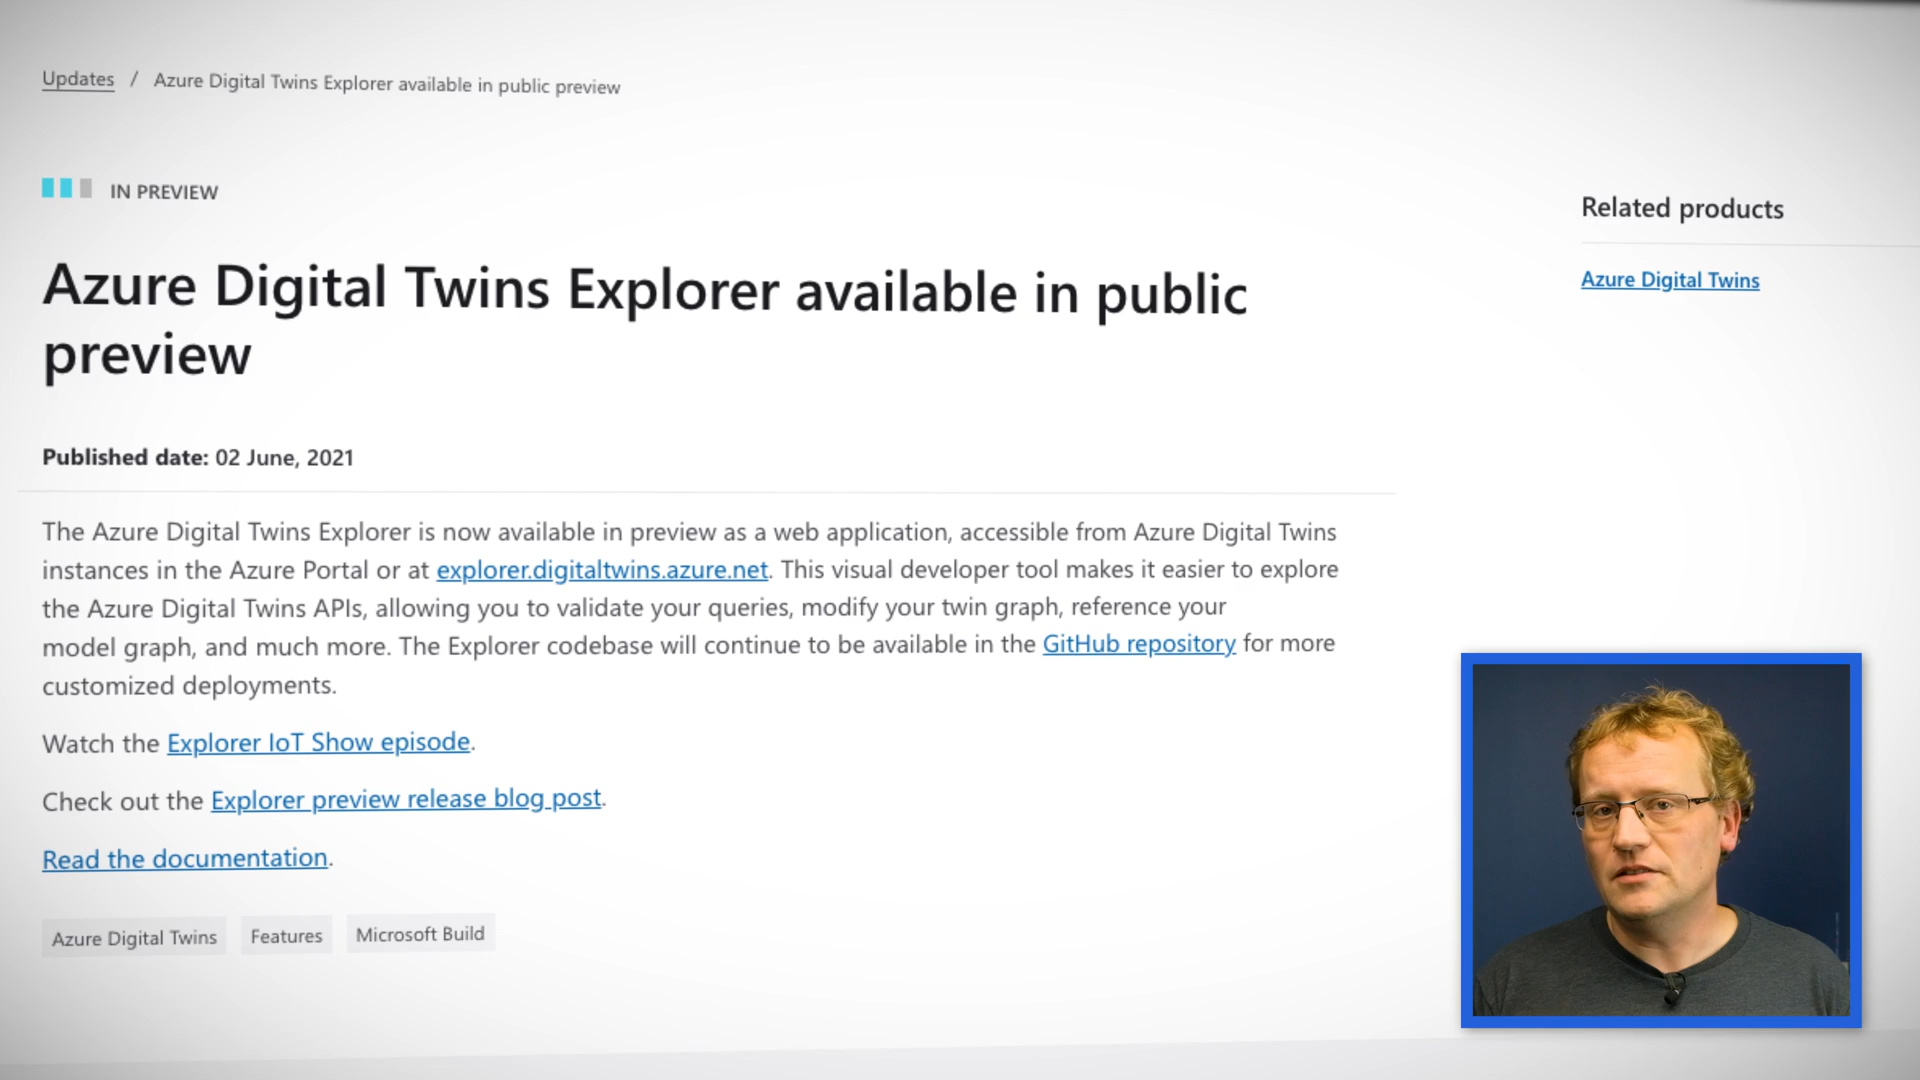 Updates / Azure Digital Twins Explorer available in public preview
IN PREVIEW
Related products
Azure Digital Twins
Azure Digital Twins Explorer available in public
preview
Published date: 02 June, 2021
The Azure Digital Twins Explorer is now available in preview as a web application, accessible from Azure Digital Twins
instances in the Azure Portal or at explorer.digitaltwins.azure.net. This visual developer tool makes it easier to explore
the Azure Digital Twins APIs, allowing you to validate your queries, modify your twin graph, reference your
model graph, and much more. The Explorer codebase will continue to be available in the GitHub repository for more
customized deployments.
Watch the Explorer IoT Show episode.
Check out the Explorer preview release blog post.
Read the documentation.
Azure Digital Twins Features Microsoft Build